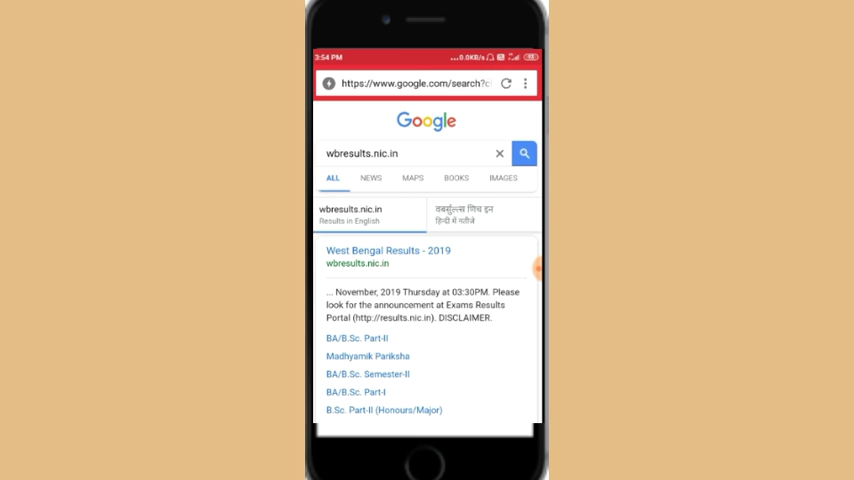 3:54 PM
...0.0KB/s
https://www.google.com/search?c
Google
wbresults.nic.in
ALL NEWS MAPS BOOKS IMAGES
wbresults.nic.in
Results in English
वबर्सुल्त्स णिच इन
हिन्दी में नतीजे
West Bengal Results - 2019
wbresults.nic.in
... November, 2019 Thursday at 03:30PM. Please
look for the announcement at Exams Results
Portal (http://results.nic.in). DISCLAIMER.
BA/B.Sc. Part-II
Madhyamik Pariksha
BA/B.Sc. Semester-II
BA/B.Sc. Part-I
B.Sc. Part-II (Honours/Major)